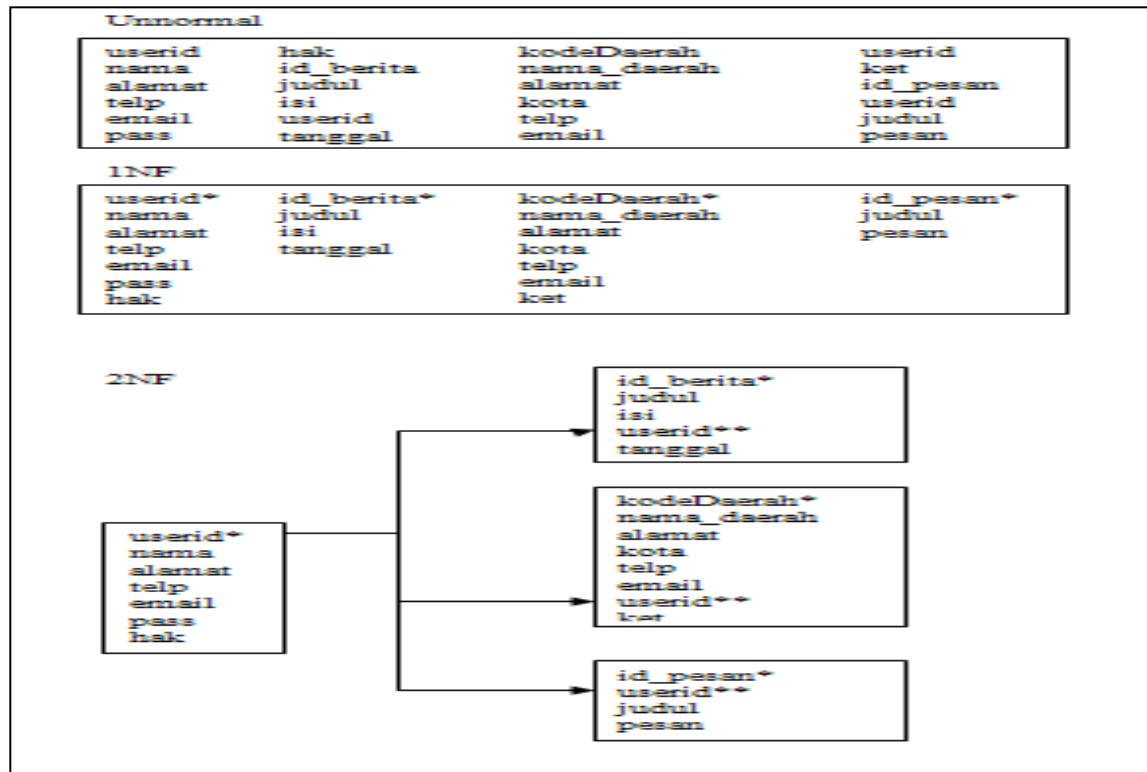 Unnormal
userid hak kodeDaerah userid
nama id_berita nama_daerah ket
alamat judul alamat id_pesan
telp isi kota userid
email userid telp judul
pass tanggal email pesan
1NF
userid* id_berita* kodeDaerah* id_pesan*
nama judul nama_daerah judul
alamat isi alamat pesan
telp tanggal kota
email telp
pass email
hak ket
2NF
userid*
nama
alamat
telp
email
pass
hak
id_berita*
judul
isi
userid**
tanggal
kodeDaerah*
nama_daerah
alamat
kota
telp
email
userid**
ket
id_pesan*
userid**
judul
pesan